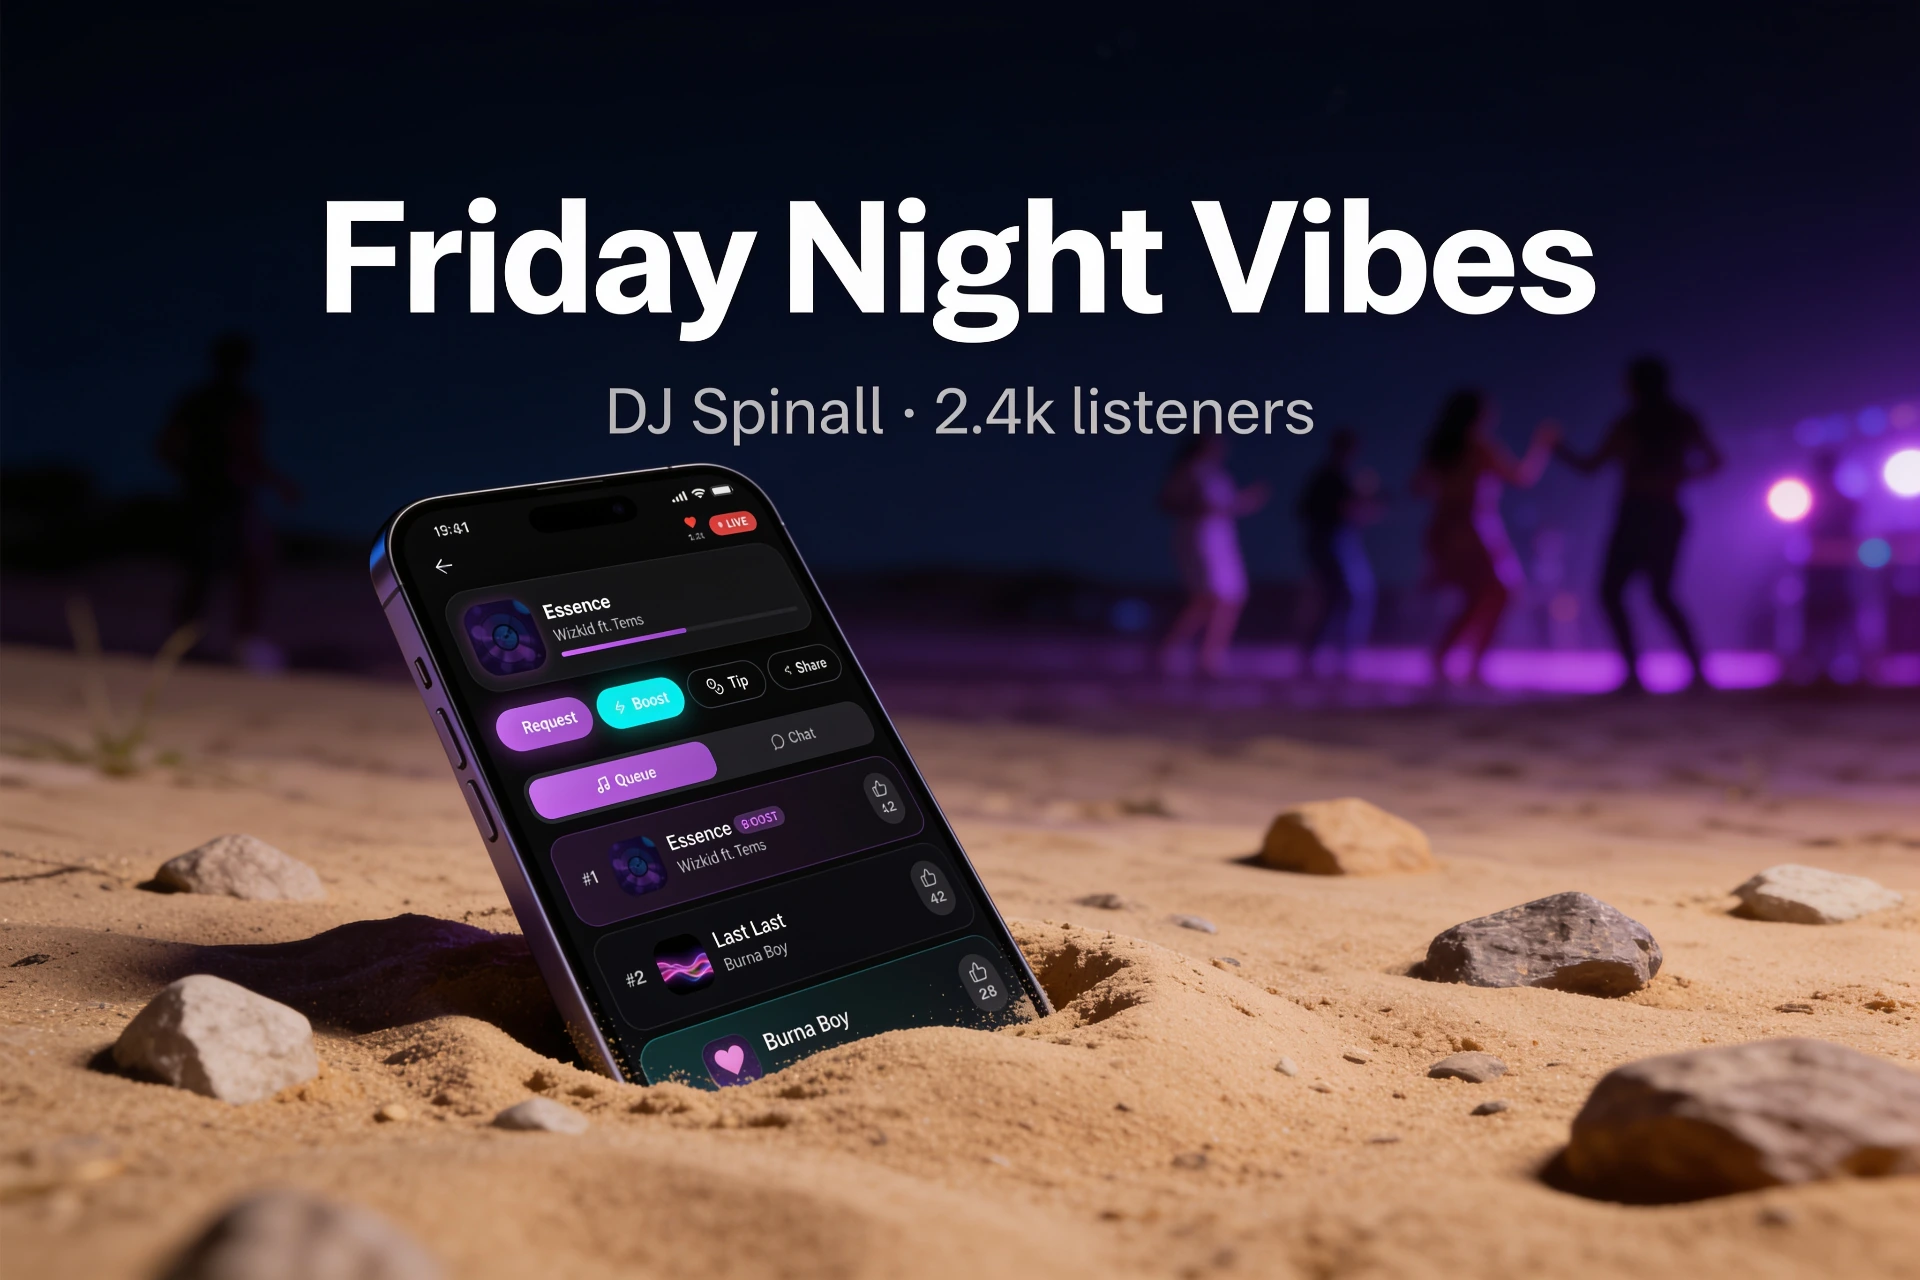 Friday Night Vibes
DJ Spinall · 2.4k listeners
19:41
LIVE
Essence
Wizkid ft. Tems
Request
Boost
Tip
Share
Queue
Chat
#1
Essence
BOOST
Wizkid ft. Tems
42
#2
Last Last
Burna Boy
42
Burna Boy
28